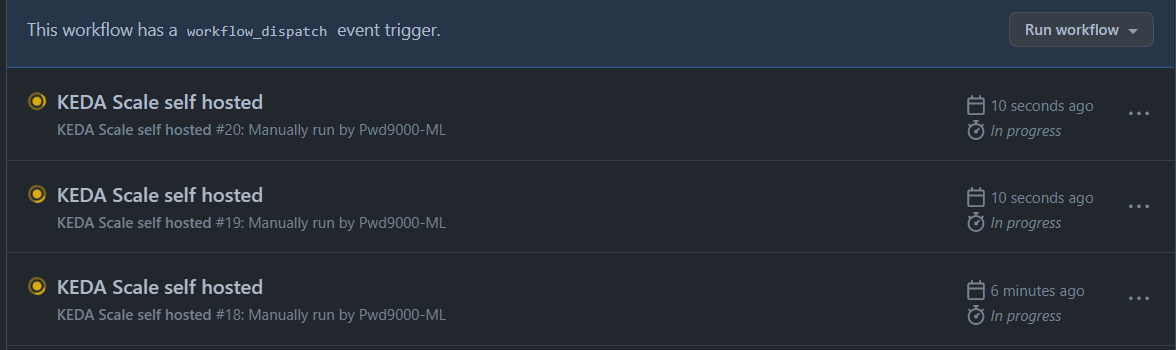 This workflow has a workflow_dispatch event trigger.
Run workflow
KEDA Scale self hosted
KEDA Scale self hosted #20: Manually run by Pwd9000-ML
10 seconds ago
In progress
KEDA Scale self hosted
KEDA Scale self hosted #19: Manually run by Pwd9000-ML
10 seconds ago
In progress
KEDA Scale self hosted
KEDA Scale self hosted #18: Manually run by Pwd9000-ML
6 minutes ago
In progress